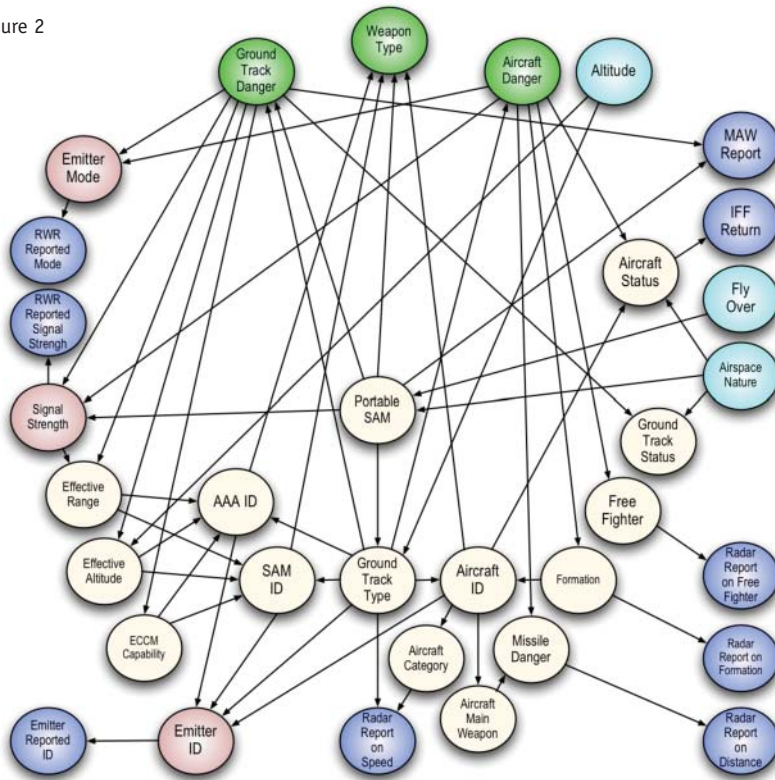 ure 2
Ground
Track
Danger
Weapon
Type
Aircraft
Danger
Altitude
Emitter
Mode
MAW
Report
RWR
Reported
Mode
IFF
Return
Aircraft
Status
RWR
Reported
Signal
Strengh
Fly
Over
Signal
Strength
Portable
SAM
Airspace
Nature
Ground
Track
Status
Effective
Range
AAA ID
Free
Fighter
Effective
Altitude
SAM
ID
Ground
Track
Type
Aircraft
ID
Formation
Radar
Report
on Free
Fighter
ECCM
Capability
Aircraft
Category
Missile
Danger
Radar
Report on
Formation
Aircraft
Main
Weapon
Emitter
Reported
ID
Emitter
ID
Radar
Report
on
Speed
Radar
Report
on
Distance